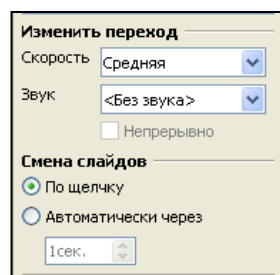 Изменить переход
Скорость Средняя
Звук <Без звука>
Непрерывно
Смена слайдов
По щелчку
Автоматически через
1сек.